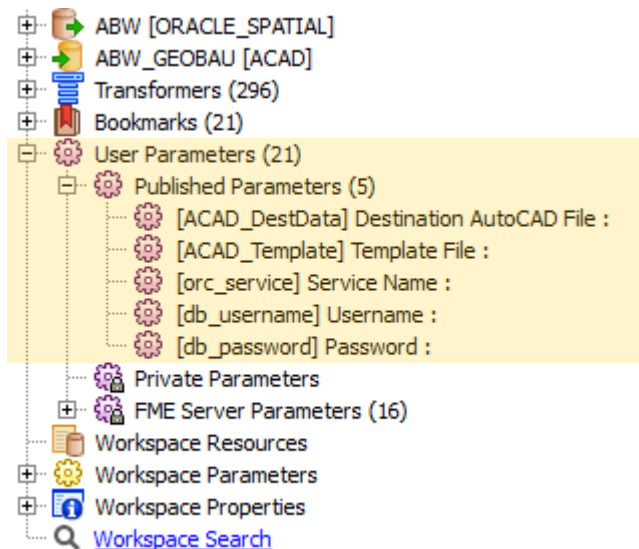 ABW [ORACLE_SPATIAL]
ABW_GEOBAU [ACAD]
Transformers (296)
Bookmarks (21)
User Parameters (21)
Published Parameters (5)
[ACAD_DestData] Destination AutoCAD File :
[ACAD_Template] Template File :
[orc_service] Service Name :
[db_username] Username :
[db_password] Password :
Private Parameters
FME Server Parameters (16)
Workspace Resources
Workspace Parameters
Workspace Properties
Workspace Search